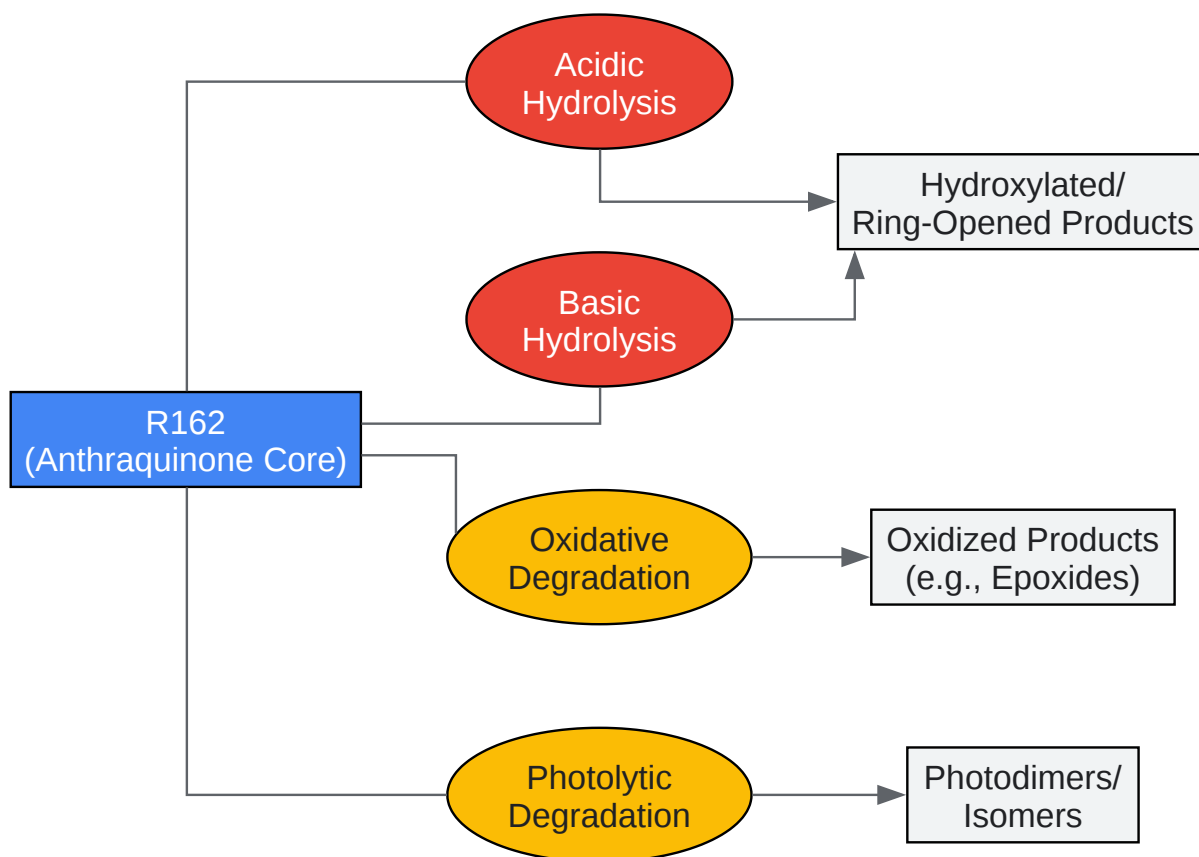 Acidic
Hydrolysis
Hydroxylated/
Ring-Opened Products
Basic
Hydrolysis
R162
(Anthraquinone Core)
Oxidative
Degradation
Oxidized Products
(e.g., Epoxides)
Photolytic
Degradation
Photodimers/
Isomers